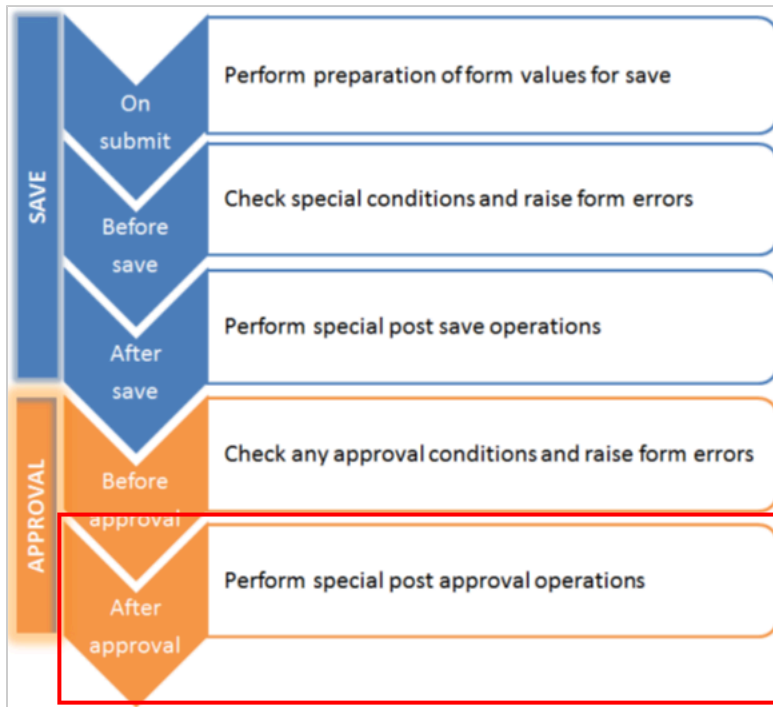 SAVE
On
submit
Perform preparation of form values for save
Before
save
Check special conditions and raise form errors
After
save
Perform special post save operations
APPROVAL
Before
approval
Check any approval conditions and raise form errors
After
approval
Perform special post approval operations